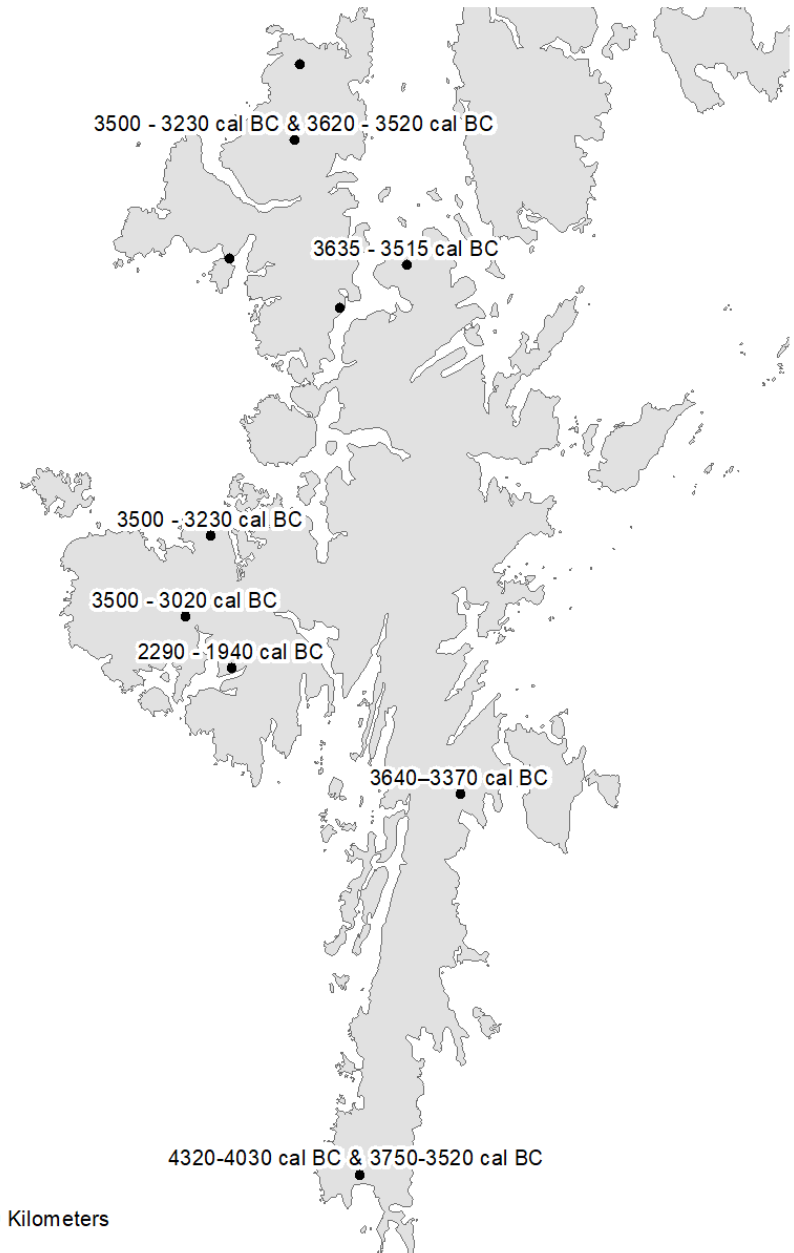 3500 - 3230 cal BC & 3620 - 3520 cal BC
3635 - 3515 cal BC
3500 - 3230 cal BC
3500 - 3020 cal BC
2290 - 1940 cal BC
3640–3370 cal BC
4320-4030 cal BC & 3750-3520 cal BC
Kilometers